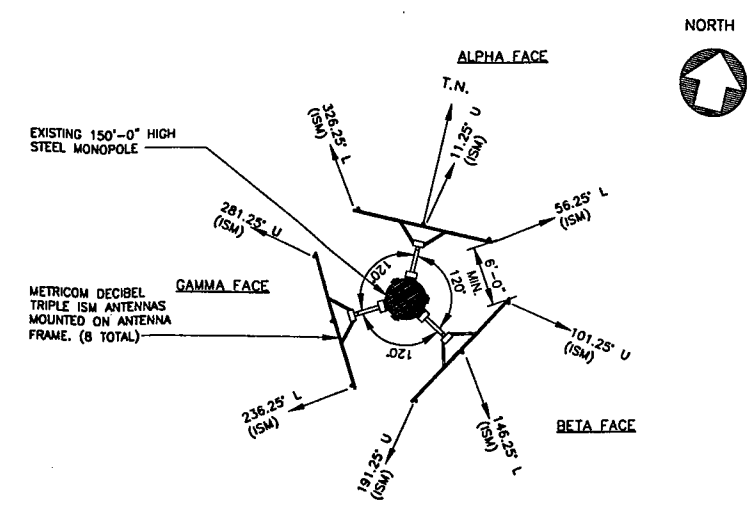 NORTH
ALPHA FACE
T.N.
326.25° L
(ISM)
11.25° U
(ISM)
EXISTING 150'-0" HIGH
STEEL MONOPOLE
56.25° L
(ISM)
281.25° U
(ISM)
GAMMA FACE
120°
120°
6'-0"
MIN.
METRICOM DECIBEL
TRIPLE ISM ANTENNAS
MOUNTED ON ANTENNA
FRAME. (8 TOTAL)
101.25° U
(ISM)
120°
236.25° L
(ISM)
146.25° L
(ISM)
BETA FACE
191.25° U
(ISM)